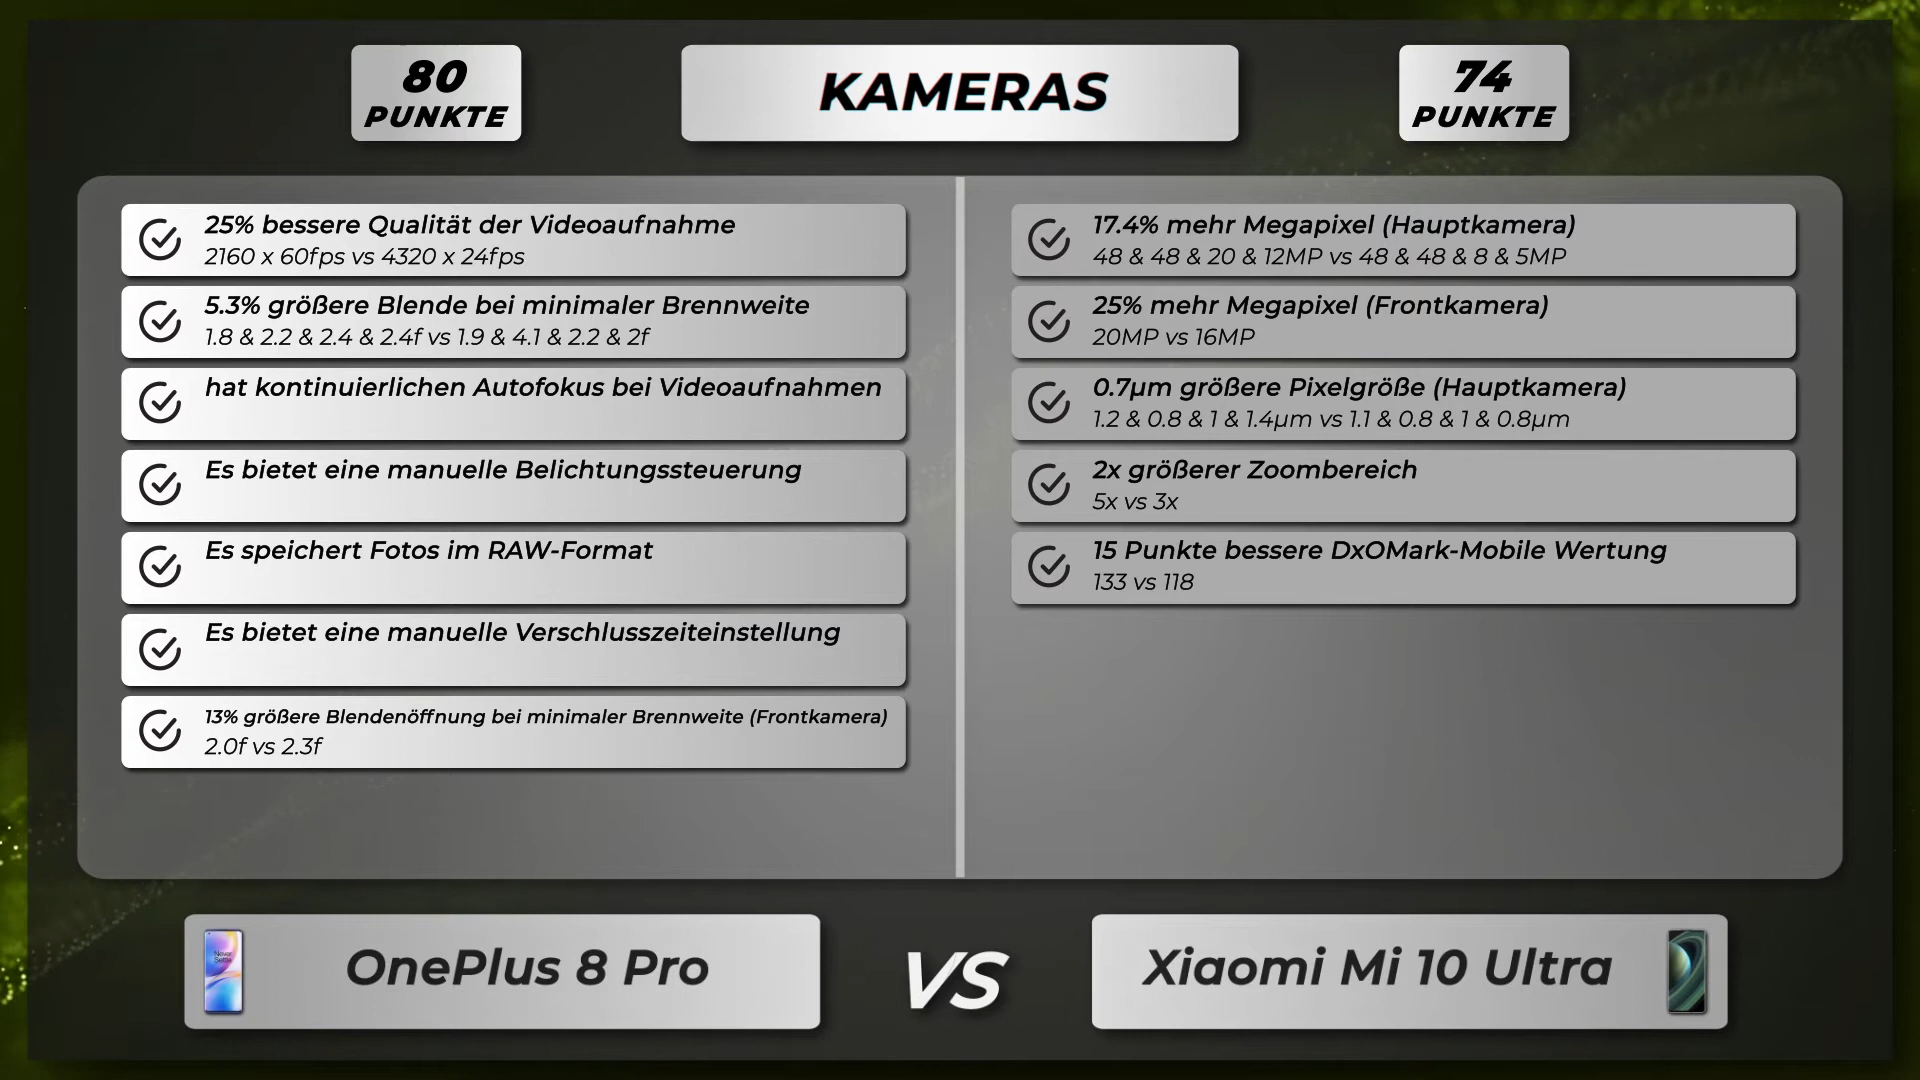 80
PUNKTE
KAMERAS
74
PUNKTE
25% bessere Qualität der Videoaufnahme
2160 x 60fps vs 4320 x 24fps
5.3% größere Blende bei minimaler Brennweite
1.8 & 2.2 & 2.4 & 2.4f vs 1.9 & 4.1 & 2.2 & 2f
hat kontinuierlichen Autofokus bei Videoaufnahmen
Es bietet eine manuelle Belichtungssteuerung
Es speichert Fotos im RAW-Format
Es bietet eine manuelle Verschlusszeiteinstellung
13% größere Blendenöffnung bei minimaler Brennweite (Frontkamera)
2.0f vs 2.3f
17.4% mehr Megapixel (Hauptkamera)
48 & 48 & 20 & 12MP vs 48 & 48 & 8 & 5MP
25% mehr Megapixel (Frontkamera)
20MP vs 16MP
0.7µm größere Pixelgröße (Hauptkamera)
1.2 & 0.8 & 1 & 1.4µm vs 1.1 & 0.8 & 1 & 0.8µm
2x größerer Zoombereich
5x vs 3x
15 Punkte bessere DxOMark-Mobile Wertung
133 vs 118
Never
Settle
OnePlus 8 Pro
VS
Xiaomi Mi 10 Ultra